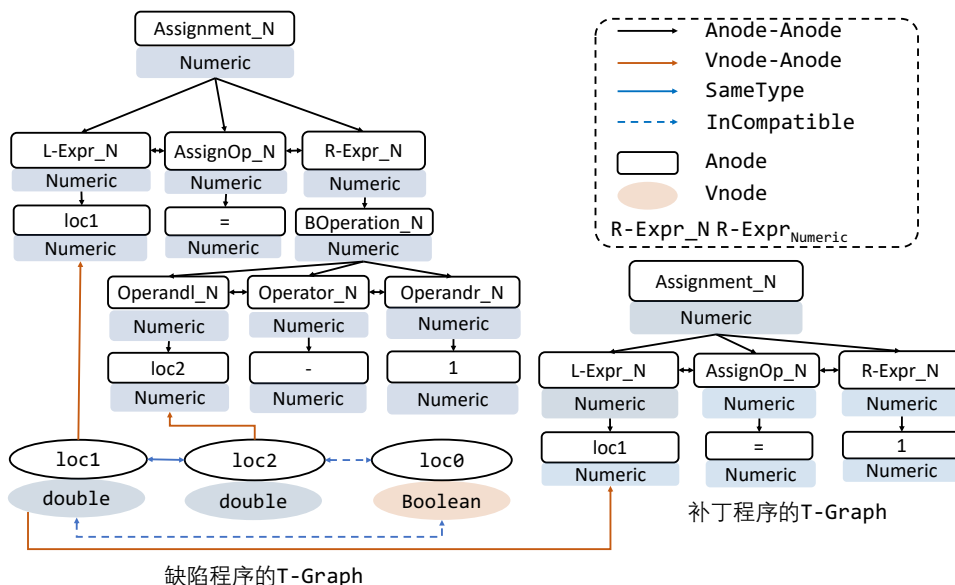 Assignment_N
Numeric
L-Expr_N
AssignOp_N
R-Expr_N
Numeric
Numeric
Numeric
loc1
=
BOperation_N
Numeric
Numeric
Numeric
Operandl_N
Operator_N
Operandr_N
Numeric
Numeric
Numeric
loc2
-
1
Numeric
Numeric
Numeric
loc1
loc2
loc0
double
double
Boolean
缺陷程序的T-Graph
Anode-Anode
Vnode-Anode
SameType
InCompatible
Anode
Vnode
R-Expr_N R-Expr_Numeric
Assignment_N
Numeric
L-Expr_N
AssignOp_N
R-Expr_N
Numeric
Numeric
Numeric
loc1
=
1
Numeric
Numeric
Numeric
补丁程序的T-Graph